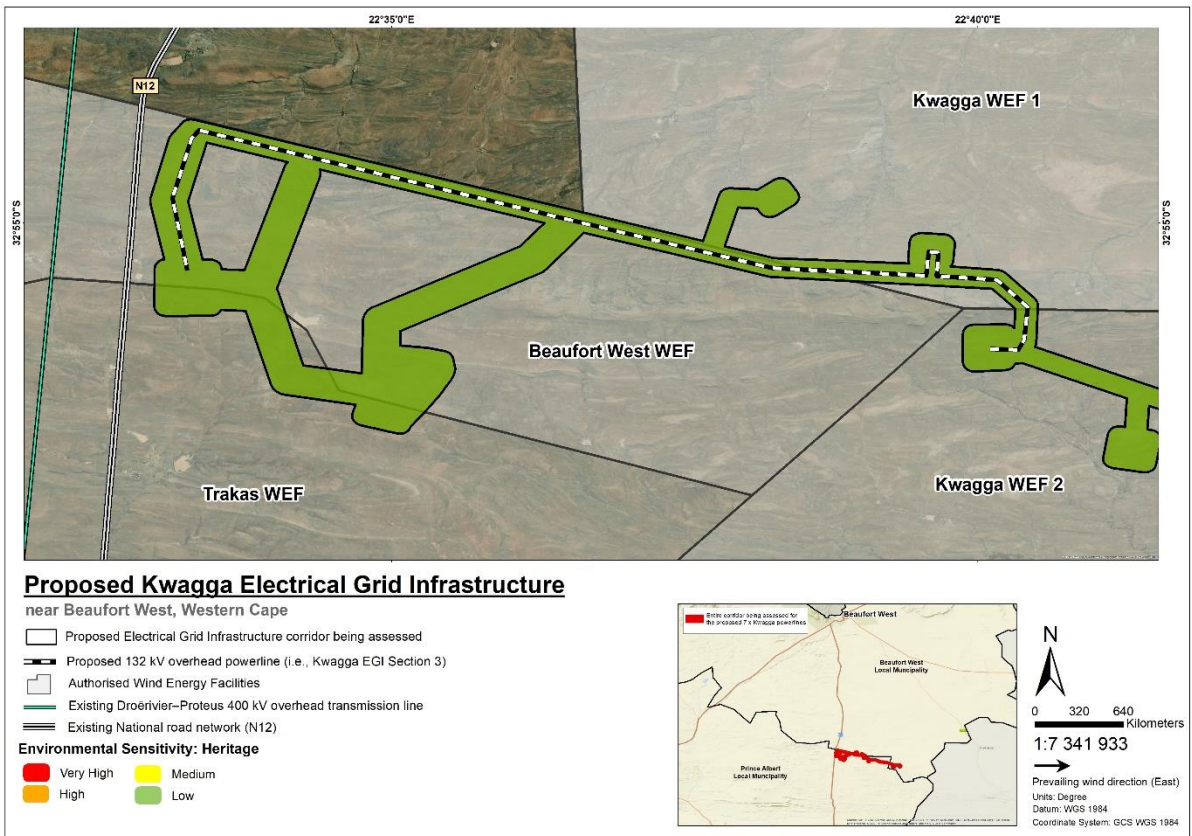 22°35'0"E
22°40'0"E
N12
Kwagga WEF 1
32°55'0"S
32°55'0"S
Beaufort West WEF
Trakas WEF
Kwagga WEF 2
Proposed Kwagga Electrical Grid Infrastructure
near Beaufort West, Western Cape
Proposed Electrical Grid Infrastructure corridor being assessed
Proposed 132 kV overhead powerline (i.e., Kwagga EGI Section 3)
Authorised Wind Energy Facilities
Existing Droërivier–Proteus 400 kV overhead transmission line
Existing National road network (N12)
Environmental Sensitivity: Heritage
Very High
Medium
High
Low
Entire corridor being assessed for
the proposed 7 x Kwagga powerlines
Beaufort West
Beaufort West
Local Muncipality
Prince Albert
Local Muncipality
N
0 320 640
Kilometers
1:7 341 933
Prevailing wind direction (East)
Units: Degree
Datum: WGS 1984
Coordinate System: GCS WGS 1984